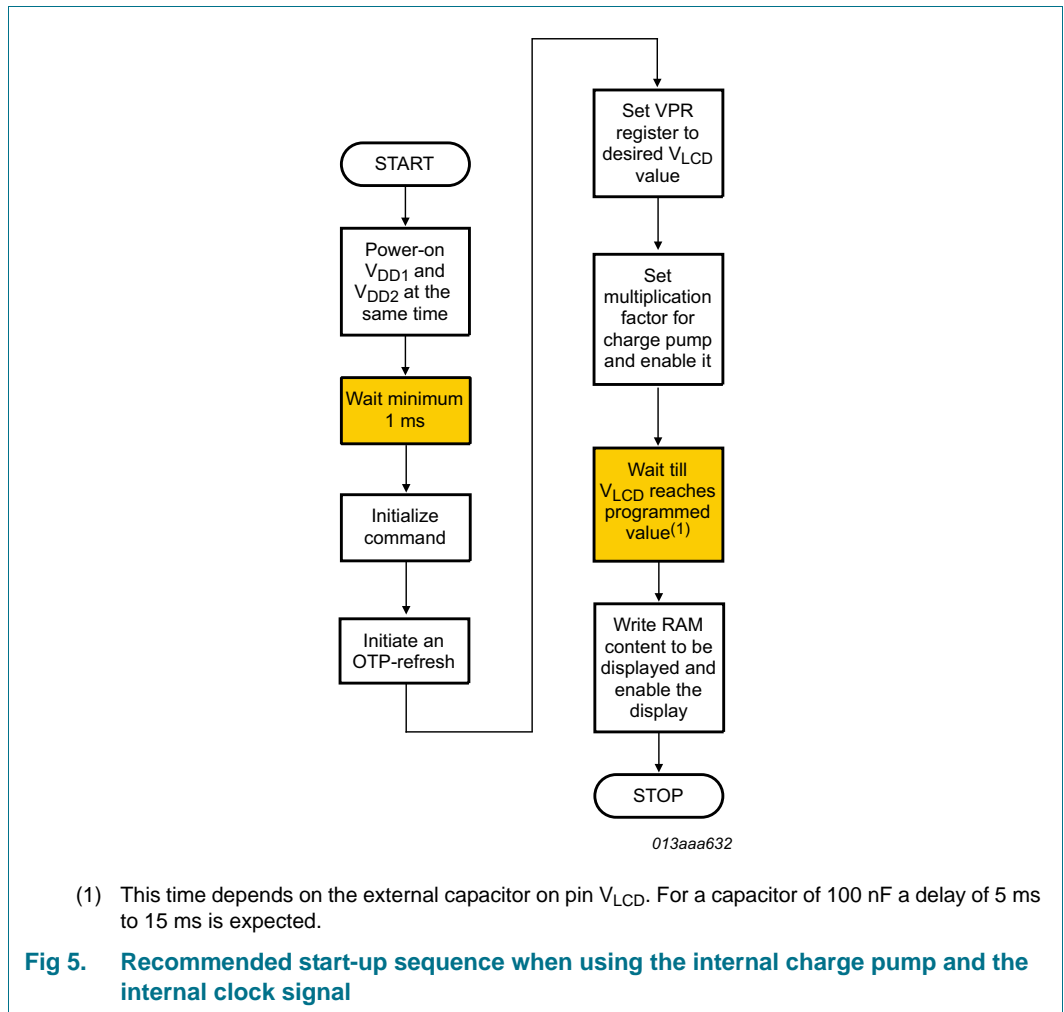 START
Power-on
VDD1 and
VDD2 at the
same time
Wait minimum
1 ms
Initialize
command
Initiate an
OTP-refresh
Set VPR
register to
desired VLCD
value
Set
multiplication
factor for
charge pump
and enable it
Wait till
VLCD reaches
programmed
value(1)
Write RAM
content to be
displayed and
enable the
display
STOP
013aaa632
(1) This time depends on the external capacitor on pin VLCD. For a capacitor of 100 nF a delay of 5 ms
to 15 ms is expected.
Fig 5. Recommended start-up sequence when using the internal charge pump and the
internal clock signal